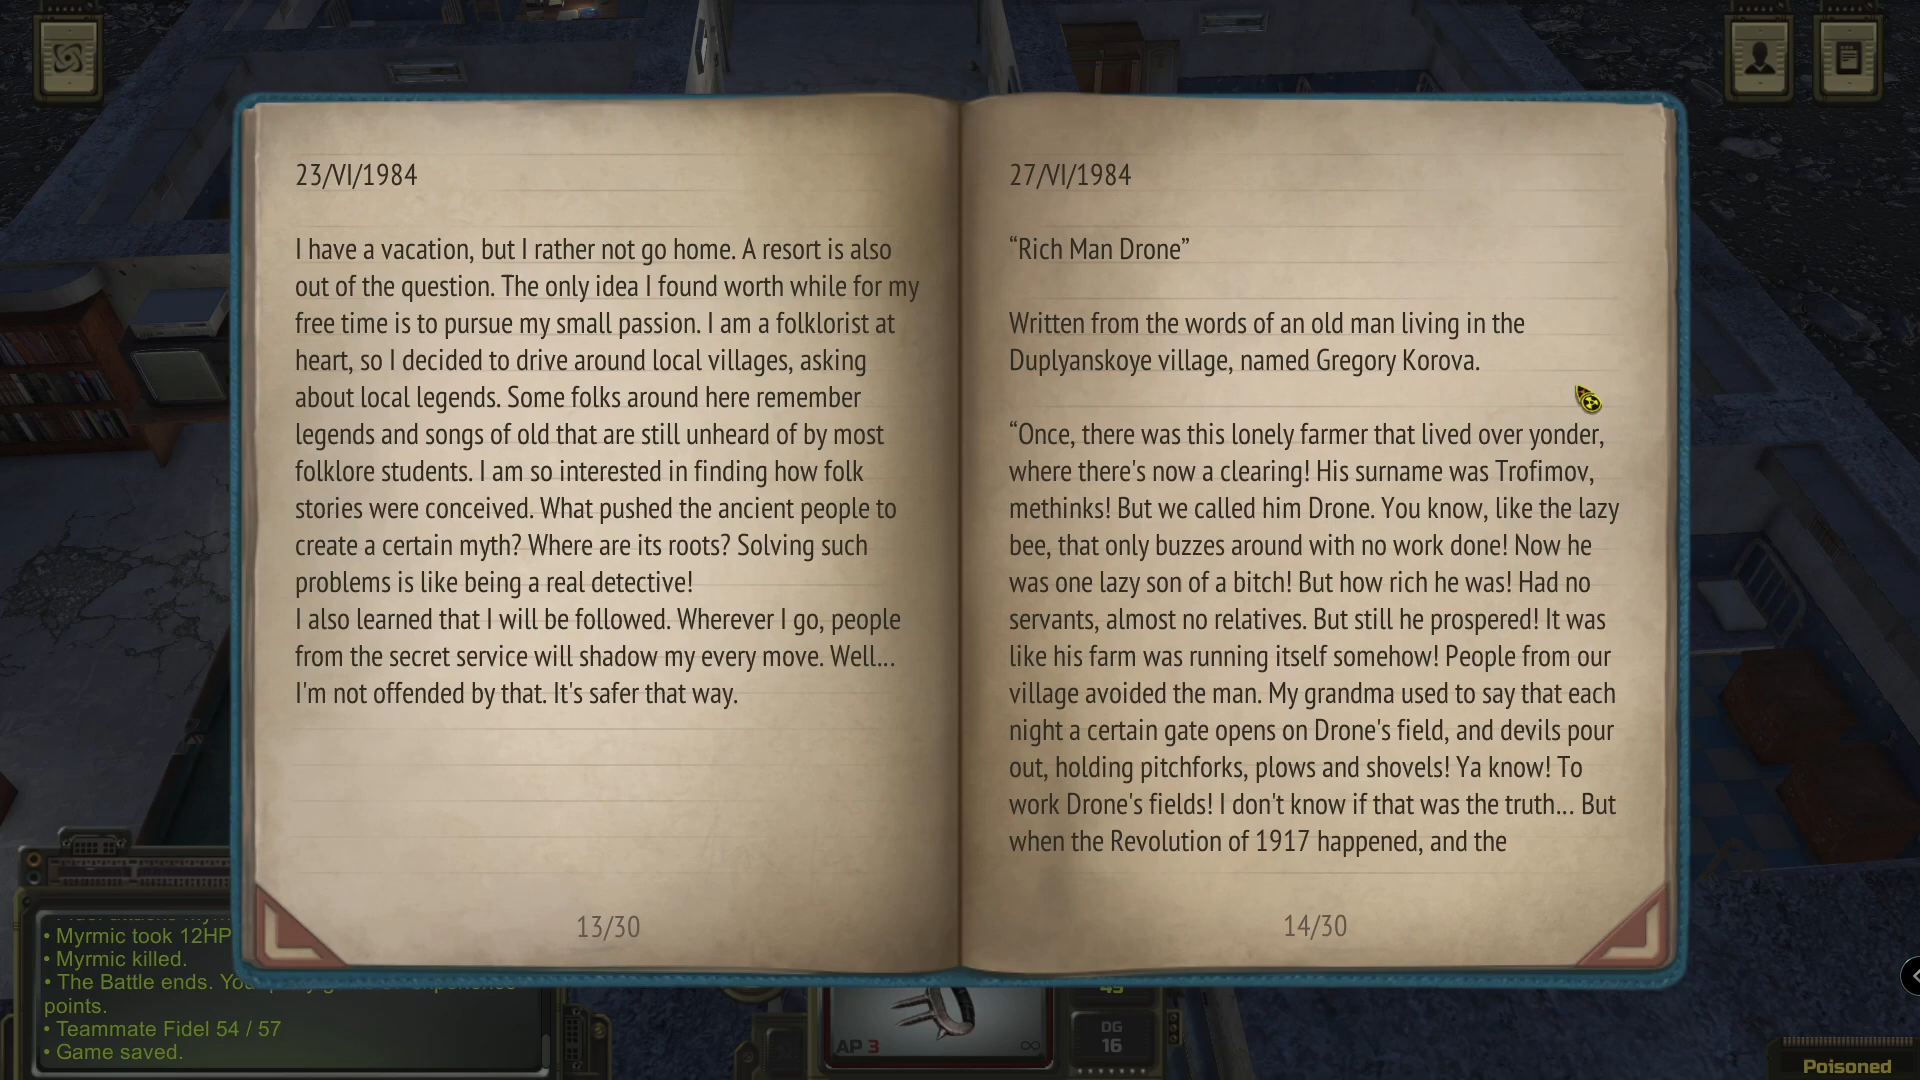 23/VI/1984
I have a vacation, but I rather not go home. A resort is also
out of the question. The only idea I found worth while for my
free time is to pursue my small passion. I am a folklorist at
heart, so I decided to drive around local villages, asking
about local legends. Some folks around here remember
legends and songs of old that are still unheard of by most
folklore students. I am so interested in finding how folk
stories were conceived. What pushed the ancient people to
create a certain myth? Where are its roots? Solving such
problems is like being a real detective!
I also learned that I will be followed. Wherever I go, people
from the secret service will shadow my every move. Well...
I'm not offended by that. It's safer that way.
13/30
27/VI/1984
“Rich Man Drone”
Written from the words of an old man living in the
Duplyanskoye village, named Gregory Korova.
“Once, there was this lonely farmer that lived over yonder,
where there's now a clearing! His surname was Trofimov,
methinks! But we called him Drone. You know, like the lazy
bee, that only buzzes around with no work done! Now he
was one lazy son of a bitch! But how rich he was! Had no
servants, almost no relatives. But still he prospered! It was
like his farm was running itself somehow! People from our
village avoided the man. My grandma used to say that each
night a certain gate opens on Drone's field, and devils pour
out, holding pitchforks, plows and shovels! Ya know! To
work Drone's fields! I don't know if that was the truth... But
when the Revolution of 1917 happened, and the
14/30
• Myrmic took 12HP
• Myrmic killed.
• The Battle ends.
points.
• Teammate Fidel 54 / 57
• Game saved.
AP 3
∞
DG
16
Poisoned